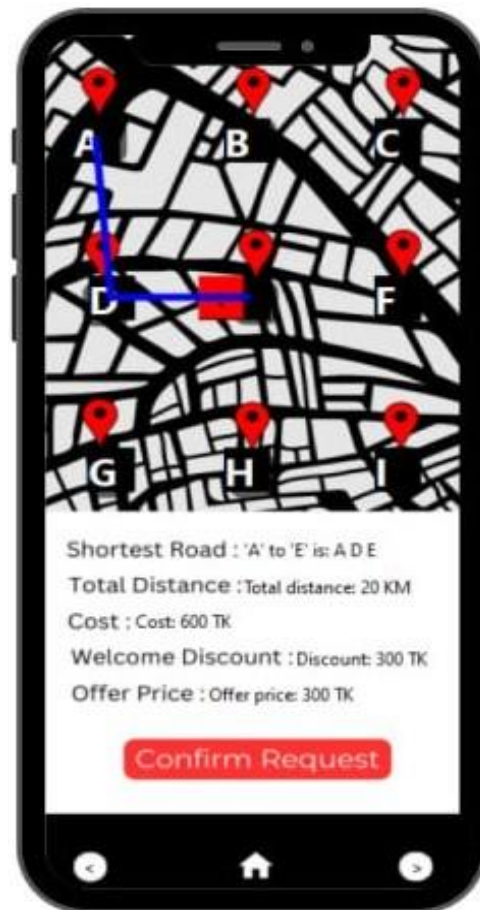 A B C
D F
G H I
Shortest Road : 'A' to 'E' is: A D E
Total Distance : Total distance: 20 KM
Cost : Cost: 600 TK
Welcome Discount : Discount: 300 TK
Offer Price : Offer price: 300 TK
Confirm Request
< >